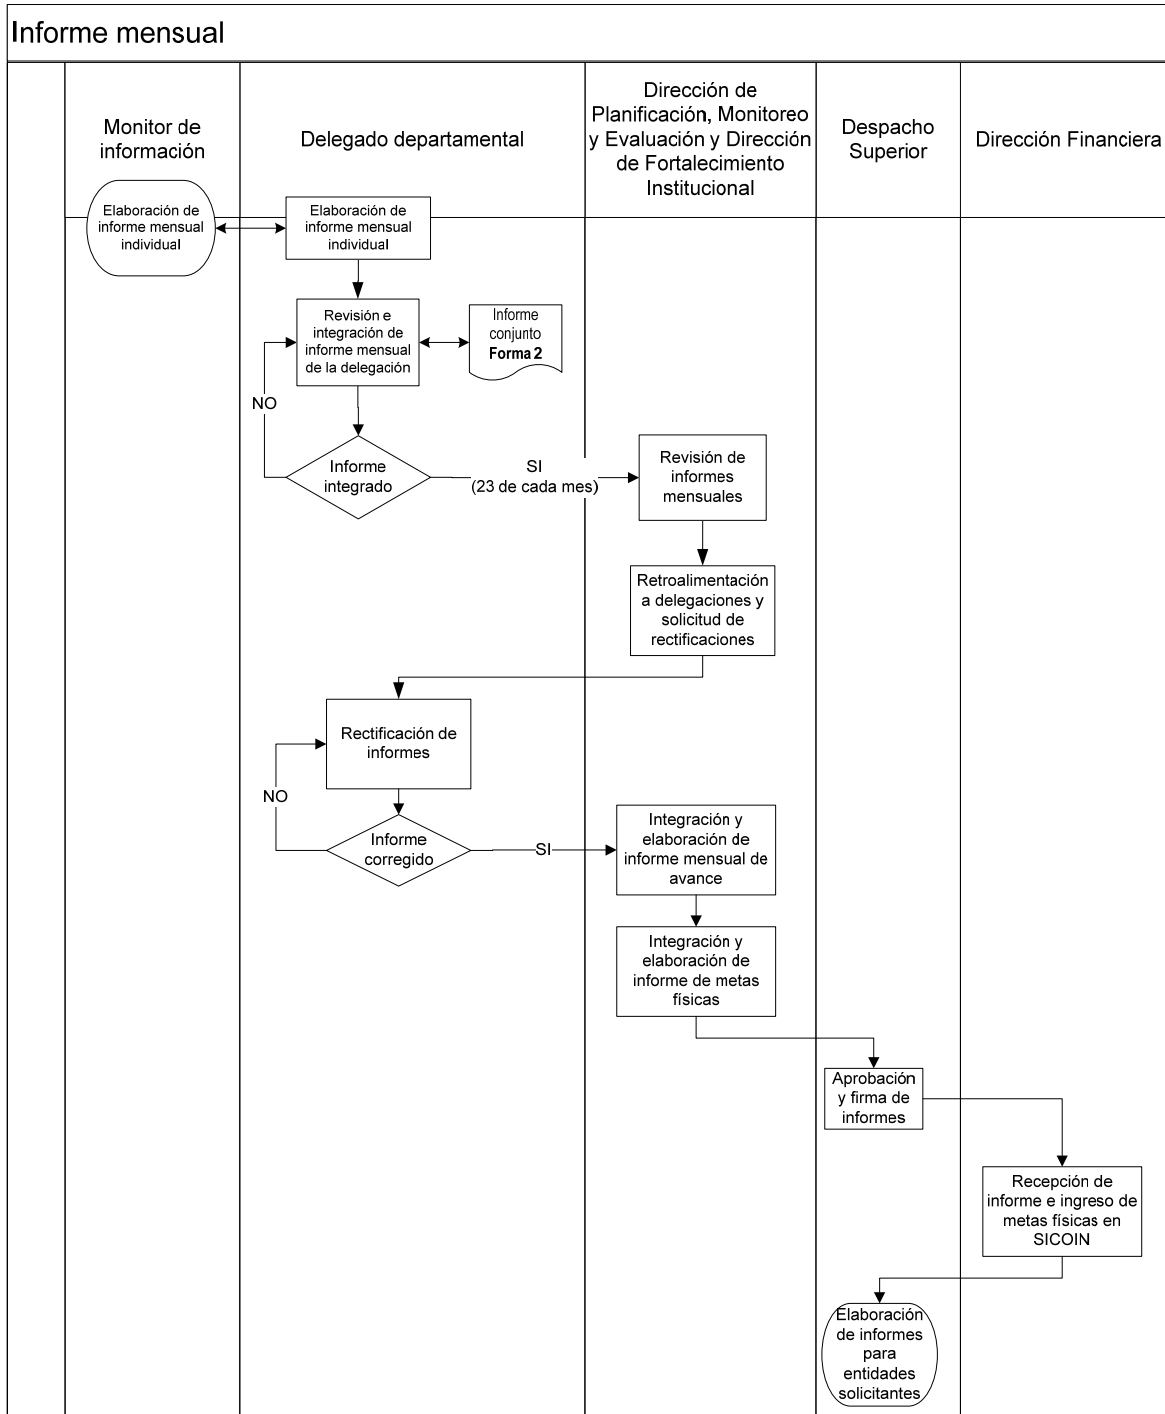 Informe mensual
Monitor de
información
Delegado departamental
Dirección de
Planificación, Monitoreo
y Evaluación y Dirección
de Fortalecimiento
Institucional
Despacho
Superior
Dirección Financiera
Elaboración de
informe mensual
individual
Elaboración de
informe mensual
individual
Revisión e
integración de
informe mensual
de la delegación
Informe
conjunto
Forma 2
NO
Informe
integrado
SI
(23 de cada mes)
Revisión de
informes
mensuales
Retroalimentación
a delegaciones y
solicitud de
rectificaciones
Rectificación de
informes
NO
Informe
corregido
SI
Integración y
elaboración de
informe mensual de
avance
Integración y
elaboración de
informe de metas
físicas
Aprobación
y firma de
informes
Recepción de
informe e ingreso de
metas físicas en
SICOIN
Elaboración
de informes
para
entidades
solicitantes